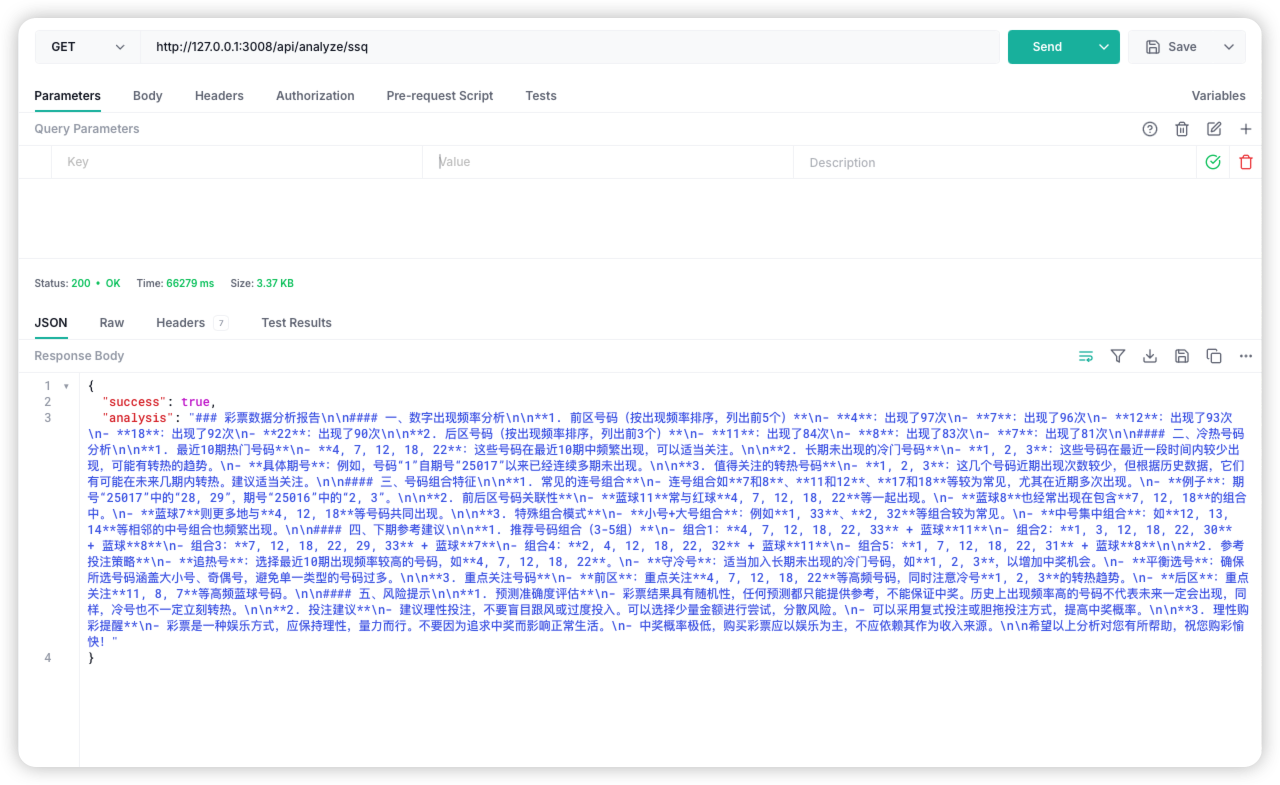 GET
http://127.0.0.1:3008/api/analyze/ssq
Send
Save
Parameters
Body
Headers
Authorization
Pre-request Script
Tests
Variables
Query Parameters
Key
Value
Description
Status: 200 • OK Time: 66279 ms Size: 3.37 KB
JSON
Raw
Headers 7
Test Results
Response Body
1 {
2 "success": true,
3 "analysis": "### 彩票数据分析报告\n\n#### 一、数字出现频率分析\n\n**1. 前区号码（按出现频率排序，列出前5个）**\n- **4**：出现了97次\n- **7**：出现了96次\n- **12**：出现了93次
\n- **18**：出现了92次\n- **22**：出现了90次\n\n**2. 后区号码（按出现频率排序，列出前3个）**\n- **11**：出现了84次\n- **8**：出现了83次\n- **7**：出现了81次\n\n#### 二、冷热号码
分析\n\n**1. 最近10期热门号码**\n- **4, 7, 12, 18, 22**：这些号码在最近10期中频繁出现，可以适当关注。\n\n**2. 长期未出现的冷门号码**\n- **1, 2, 3**：这些号码在最近一段时间内较少出
现，可能有转热的趋势。\n- **具体期号**：例如，号码“1”自期号“25017”以来已经连续多期未出现。\n\n**3. 值得关注的转热号码**\n- **1, 2, 3**：这几个号码近期出现次数较少，但根据历史数据，它们
有可能在未来几期内转热。建议适当关注。\n\n#### 三、号码组合特征\n\n**1. 常见的连号组合**\n- 连号组合如**7和8**、**11和12**、**17和18**等较为常见，尤其在近期多次出现。\n- **例子**：期
号“25017”中的“28, 29”，期号“25016”中的“2, 3”。\n\n**2. 前后区号码关联性**\n- **蓝球11**常与红球**4, 7, 12, 18, 22**等一起出现。\n- **蓝球8**也经常出现在包含**7, 12, 18**的组合
中。\n- **蓝球7**则更多地与**4, 12, 18**等号码共同出现。\n\n**3. 特殊组合模式**\n- **小号+大号组合**：例如**1, 33**、**2, 32**等组合较为常见。\n- **中号集中组合**：如**12, 13,
14**等相邻的中号组合也频繁出现。\n\n#### 四、下期参考建议\n\n**1. 推荐号码组合（3-5组）**\n- 组合1：**4, 7, 12, 18, 22, 33** + 蓝球**11**\n- 组合2：**1, 3, 12, 18, 22, 30**
+ 蓝球**8**\n- 组合3：**7, 12, 18, 22, 29, 33** + 蓝球**7**\n- 组合4：**2, 4, 12, 18, 22, 32** + 蓝球**11**\n- 组合5：**1, 7, 12, 18, 22, 31** + 蓝球**8**\n\n**2. 参考
投注策略**\n- **追热号**：选择最近10期出现频率较高的号码，如**4, 7, 12, 18, 22**。\n- **守冷号**：适当加入长期未出现的冷门号码，如**1, 2, 3**，以增加中奖机会。\n- **平衡选号**：确保
所选号码涵盖大小号、奇偶号，避免单一类型的号码过多。\n\n**3. 重点关注号码**\n- **前区**：重点关注**4, 7, 12, 18, 22**等高频号码，同时注意冷号**1, 2, 3**的转热趋势。\n- **后区**：重点
关注**11, 8, 7**等高频蓝球号码。\n\n#### 五、风险提示\n\n**1. 预测准确度评估**\n- 彩票结果具有随机性，任何预测都只能提供参考，不能保证中奖。历史上出现频率高的号码不代表未来一定会出现，同
样，冷号也不一定立刻转热。\n\n**2. 投注建议**\n- 建议理性投注，不要盲目跟风或过度投入。可以选择少量金额进行尝试，分散风险。\n- 可以采用复式投注或胆拖投注方式，提高中奖概率。\n\n**3. 理性购
彩提醒**\n- 彩票是一种娱乐方式，应保持理性，量力而行。不要因为追求中奖而影响正常生活。\n- 中奖概率极低，购买彩票应以娱乐为主，不应依赖其作为收入来源。\n\n希望以上分析对您有所帮助，祝您购彩愉
快！"
4 }